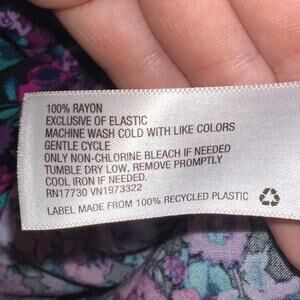 100% RAYON
EXCLUSIVE OF ELASTIC
MACHINE WASH COLD WITH LIKE COLORS
GENTLE CYCLE
ONLY NON-CHLORINE BLEACH IF NEEDED
TUMBLE DRY LOW, REMOVE PROMPTLY
COOL IRON IF NEEDED.
RN17730 VN1973322
LABEL MADE FROM 100% RECYCLED PLASTIC